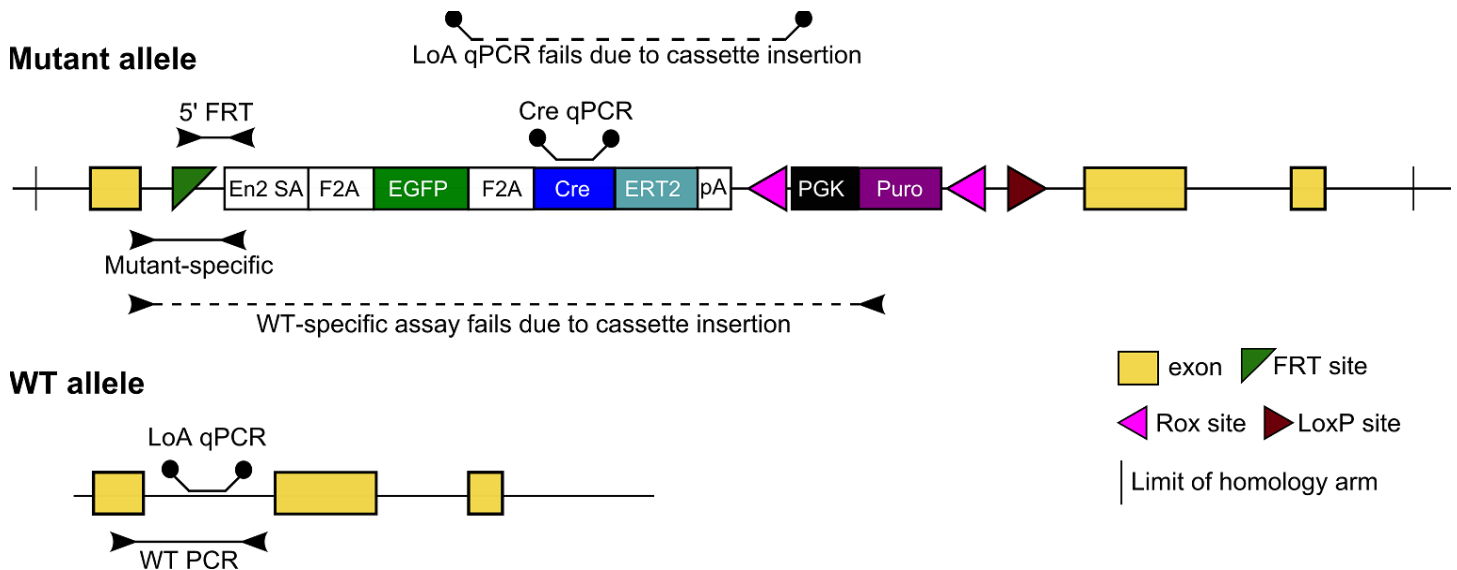 LoA qPCR fails due to cassette insertion
Mutant allele
5' FRT
Cre qPCR
En2 SA F2A EGFP F2A Cre ERT2 pA PGK Puro
Mutant-specific
WT-specific assay fails due to cassette insertion
WT allele
LoA qPCR
WT PCR
exon FRT site
Rox site LoxP site
Limit of homology arm